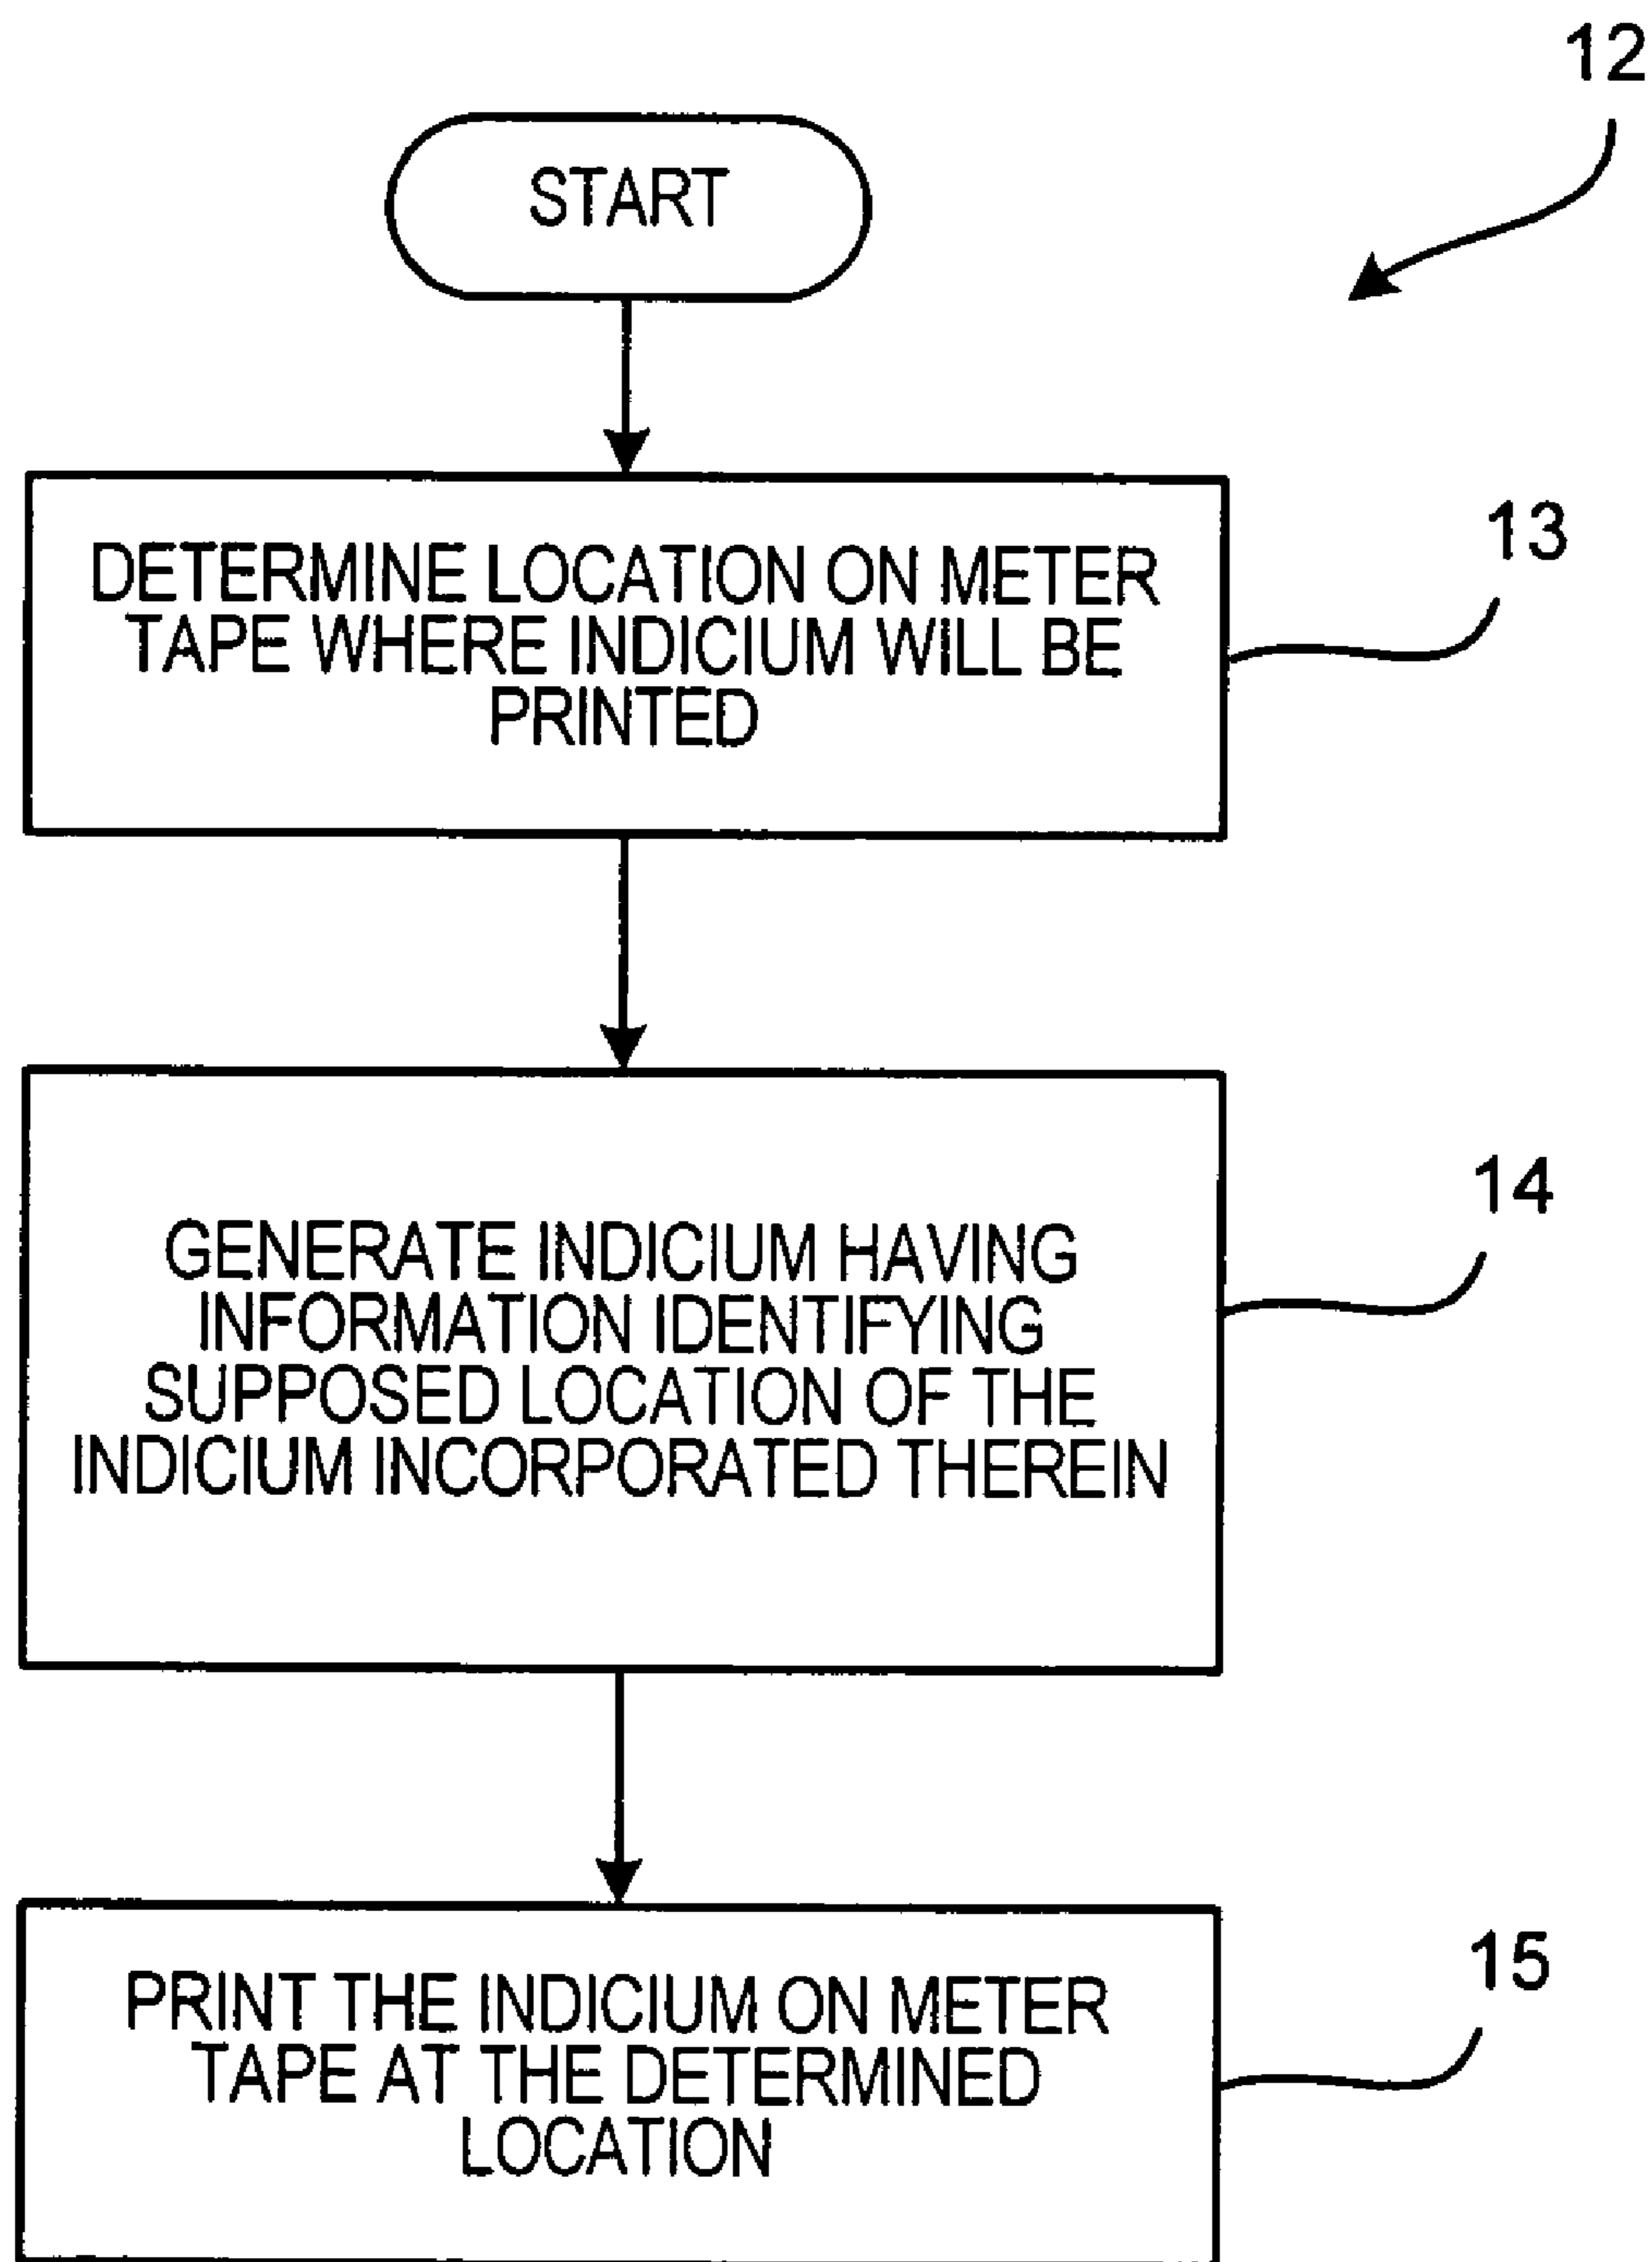 12
START
DETERMINE LOCATION ON METER
TAPE WHERE INDICIUM WILL BE
PRINTED
13
GENERATE INDICIUM HAVING
INFORMATION IDENTIFYING
SUPPOSED LOCATION OF THE
INDICIUM INCORPORATED THEREIN
14
PRINT THE INDICIUM ON METER
TAPE AT THE DETERMINED
LOCATION
15